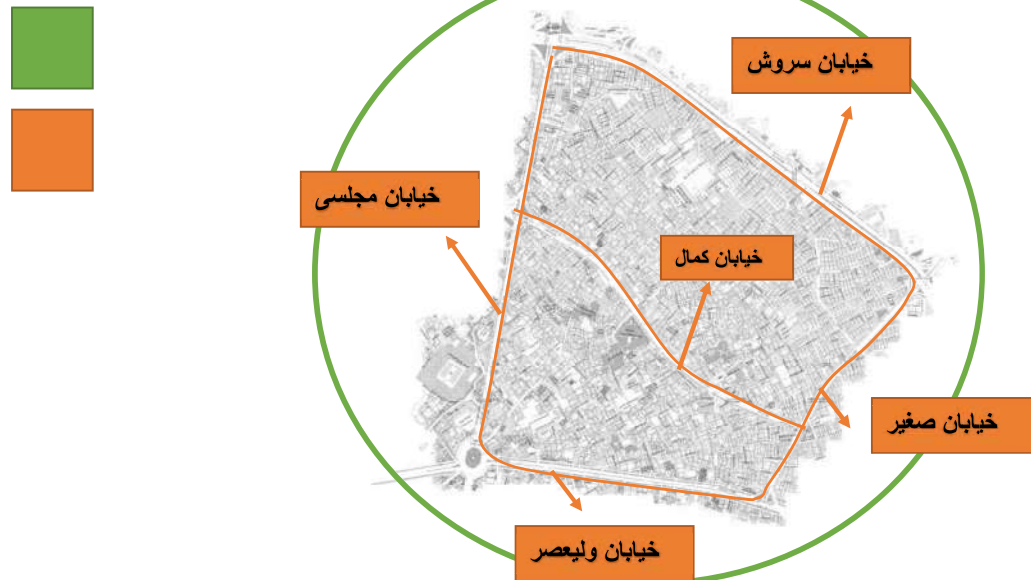 خیابان سروش
خیابان مجلسی
خیابان کمال
خیابان صغیر
خیابان ولیعصر